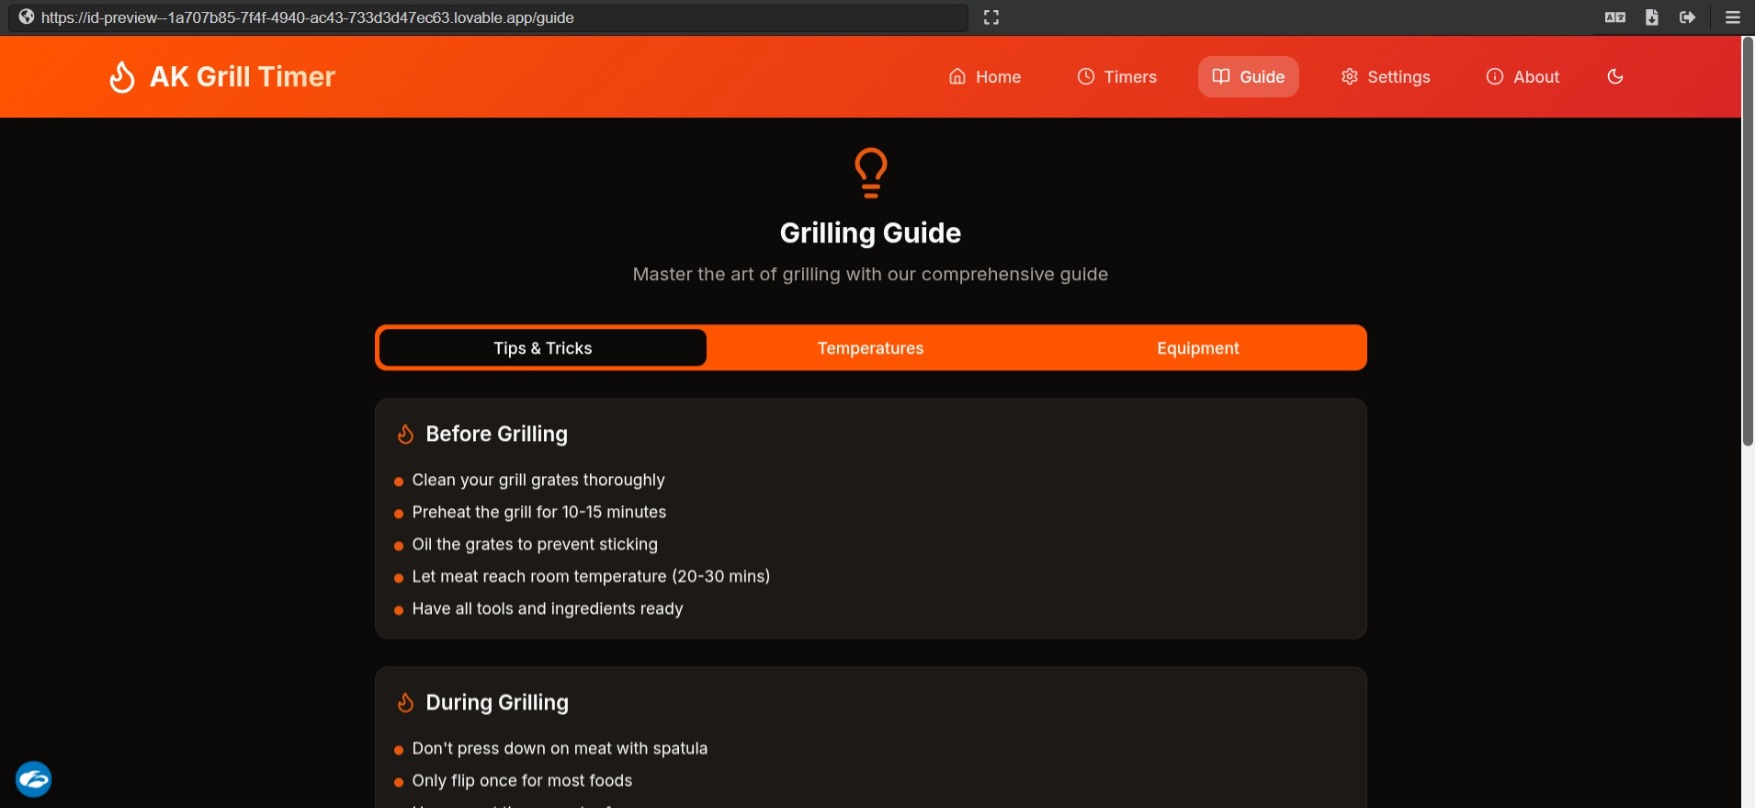 https://id-preview--1a707b85-7f4f-4940-ac43-733d3d47ec63.lovable.app/guide
AK Grill Timer
Home
Timers
Guide
Settings
About
Grilling Guide
Master the art of grilling with our comprehensive guide
Tips & Tricks
Temperatures
Equipment
Before Grilling
Clean your grill grates thoroughly
Preheat the grill for 10-15 minutes
Oil the grates to prevent sticking
Let meat reach room temperature (20-30 mins)
Have all tools and ingredients ready
During Grilling
Don't press down on meat with spatula
Only flip once for most foods